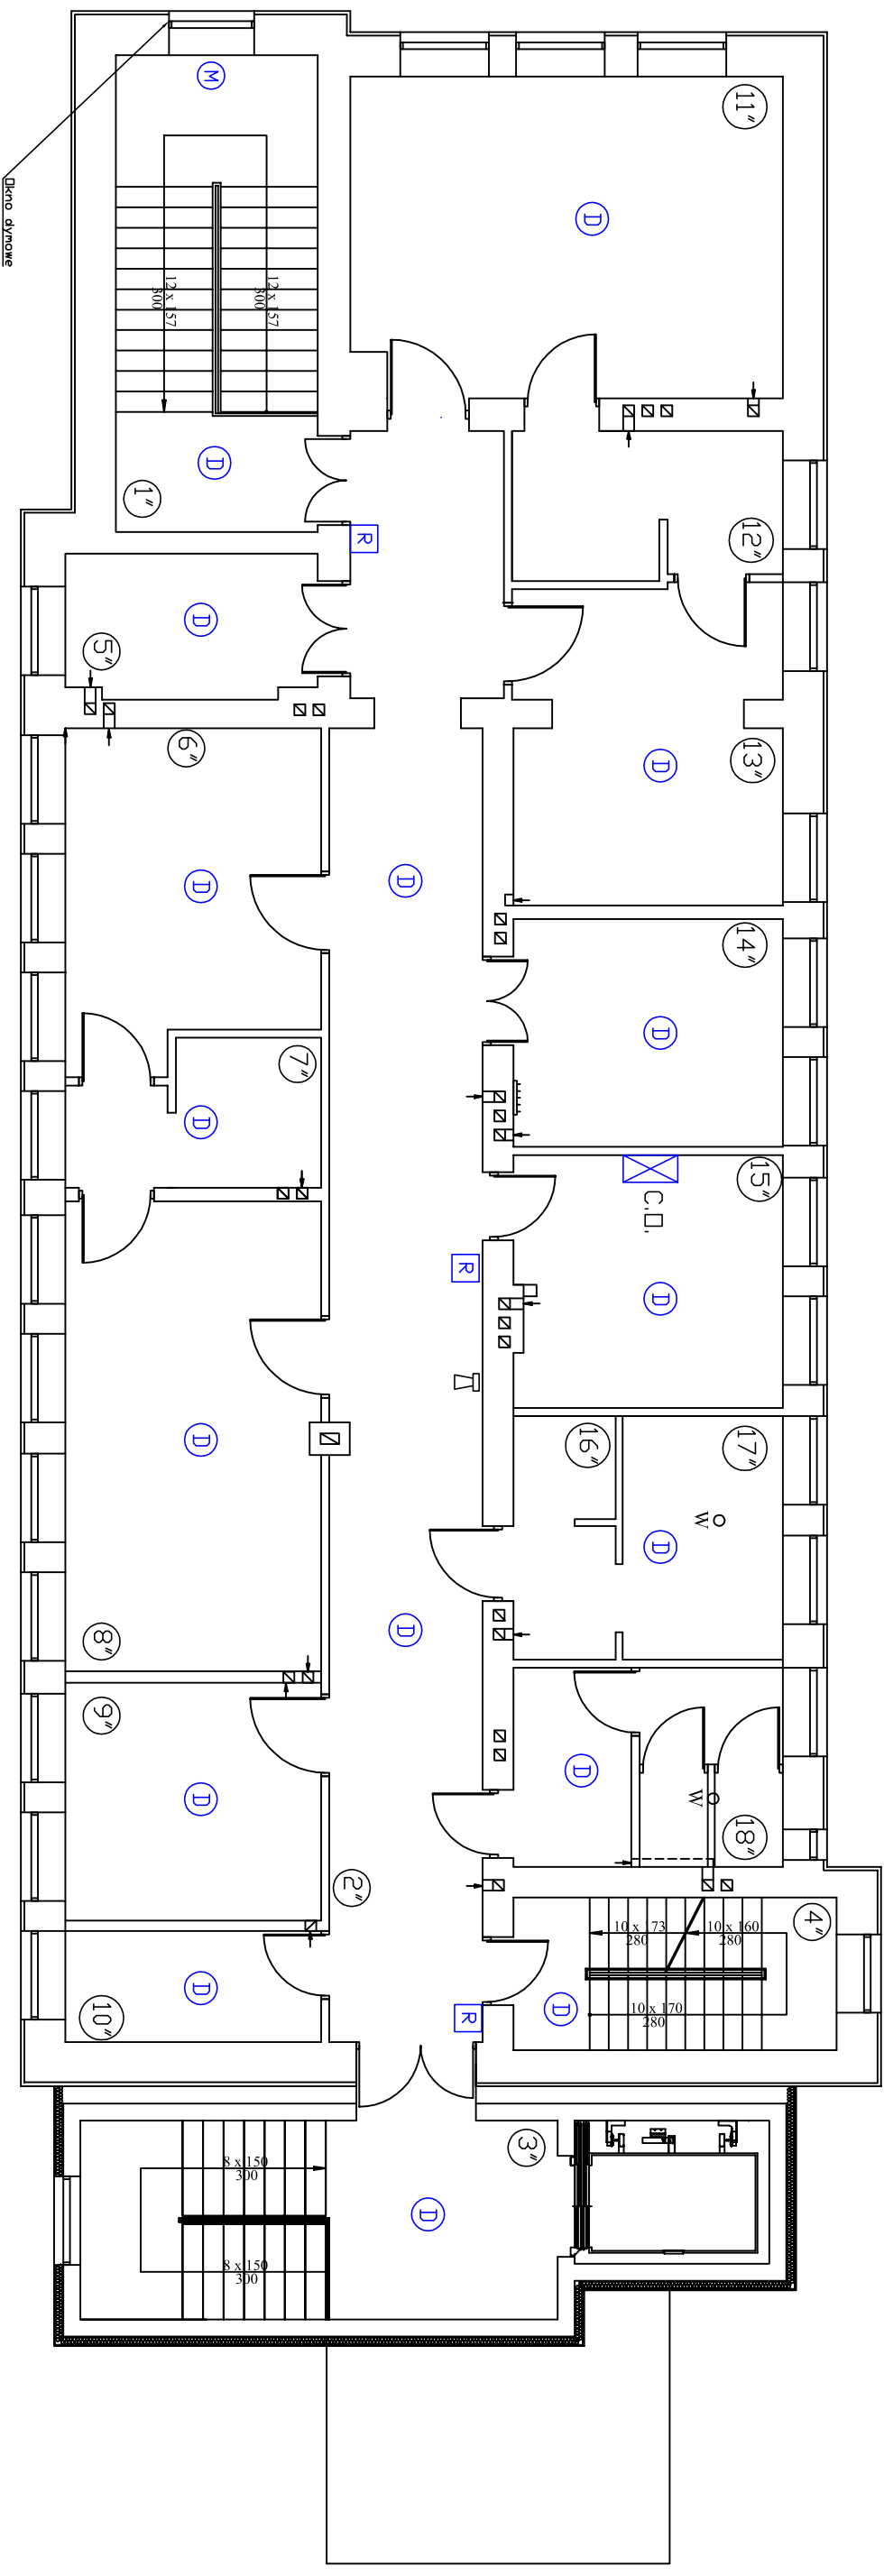 Okno dymowe
M
11"
D
12 x 157
300
12 x 157
300
D
1"
R
12"
D
5"
6"
13"
D
D
D
14"
D
7"
D
15"
C.O.
D
R
D
16"
17"
W
D
8"
D
9"
D
D
W
18"
2"
4"
10 x 173
280
10 x 160
280
10 x 170
280
D
R
D
10"
3"
8 x 150
300
D
8 x 150
300